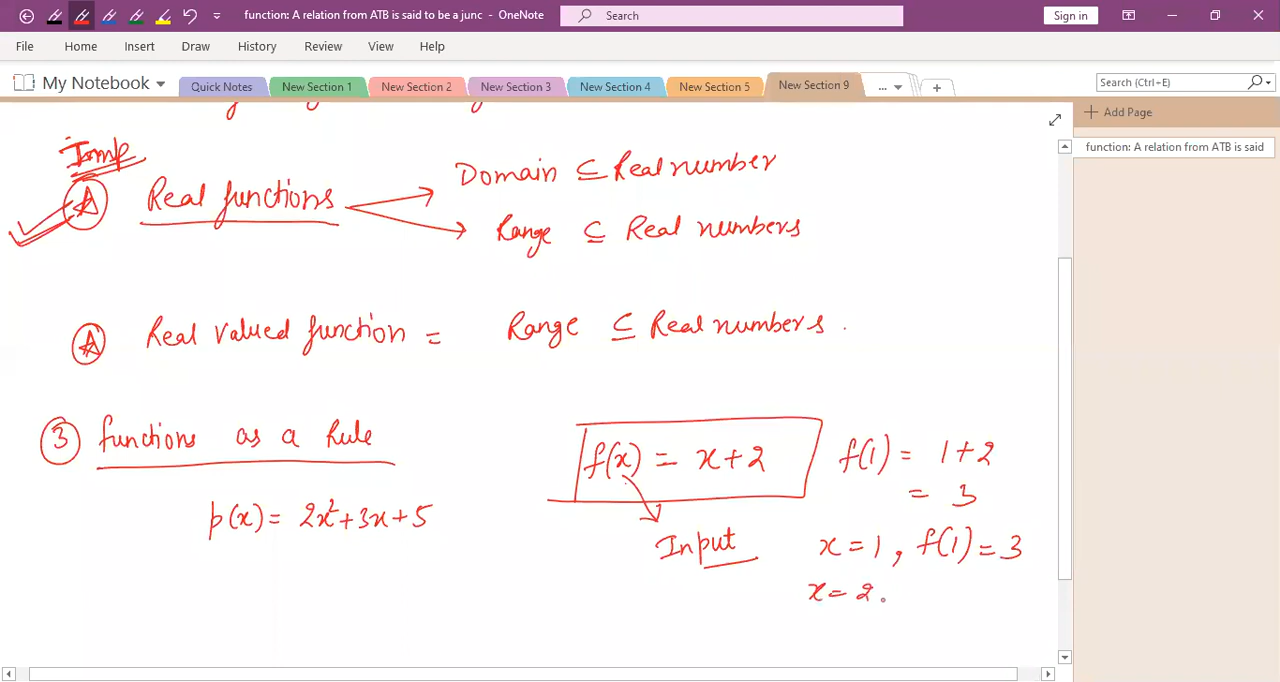 function: A relation from ATB is said to be a junc - OneNote
Search
Sign in
File Home Insert Draw History Review View Help
My Notebook
Quick Notes
New Section 1
New Section 2
New Section 3
New Section 4
New Section 5
New Section 9
...
Search (Ctrl+E)
Add Page
function: A relation from ATB is said
Imp
Real functions
Domain ⊆ Real number
Range ⊆ Real numbers
Real valued function = Range ⊆ Real numbers.
3 functions as a Rule
p(x) = 2x²+3x+5
f(x) = x+2
Input
f(1) = 1+2
= 3
x=1, f(1)=3
x=2.